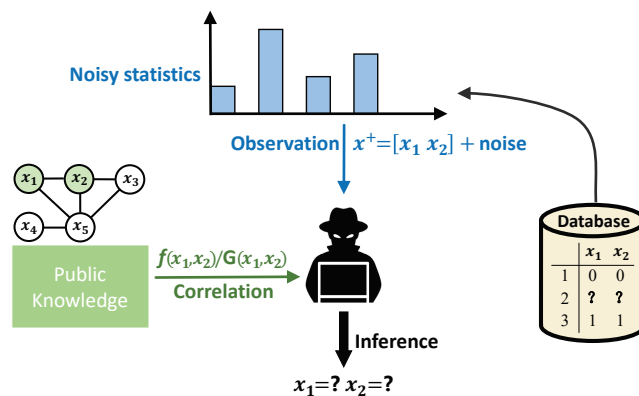 Noisy statistics
Observation x⁺=[x₁ x₂] + noise
x₁ x₂ x₃
x₄ x₅
Public
Knowledge
f(x₁,x₂)/G(x₁,x₂)
Correlation
Database
x₁ x₂
1 0 0
2 ? ?
3 1 1
Inference
x₁=? x₂=?